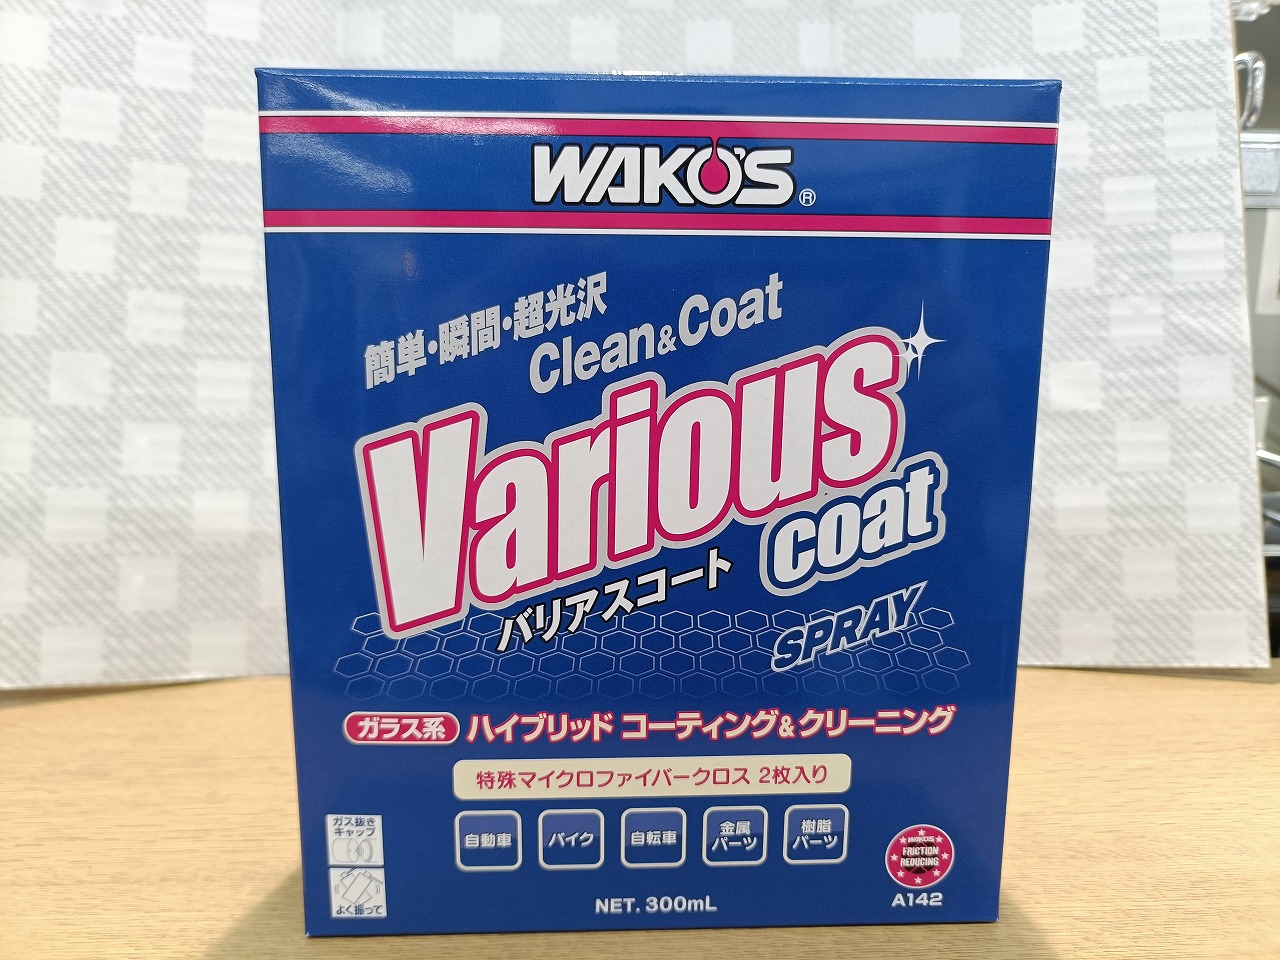 WAKO'S®
簡単・瞬間・超光沢
Clean&Coat
Various
coat
バリアスコート
SPRAY
ガラス系 ハイブリッド コーティング&クリーニング
特殊マイクロファイバークロス 2枚入り
ガス抜き
キャップ
よく振って
自動車
バイク
自転車
金属
パーツ
樹脂
パーツ
WAKO'S
FRICTION
REDUCING
A142
NET. 300mL